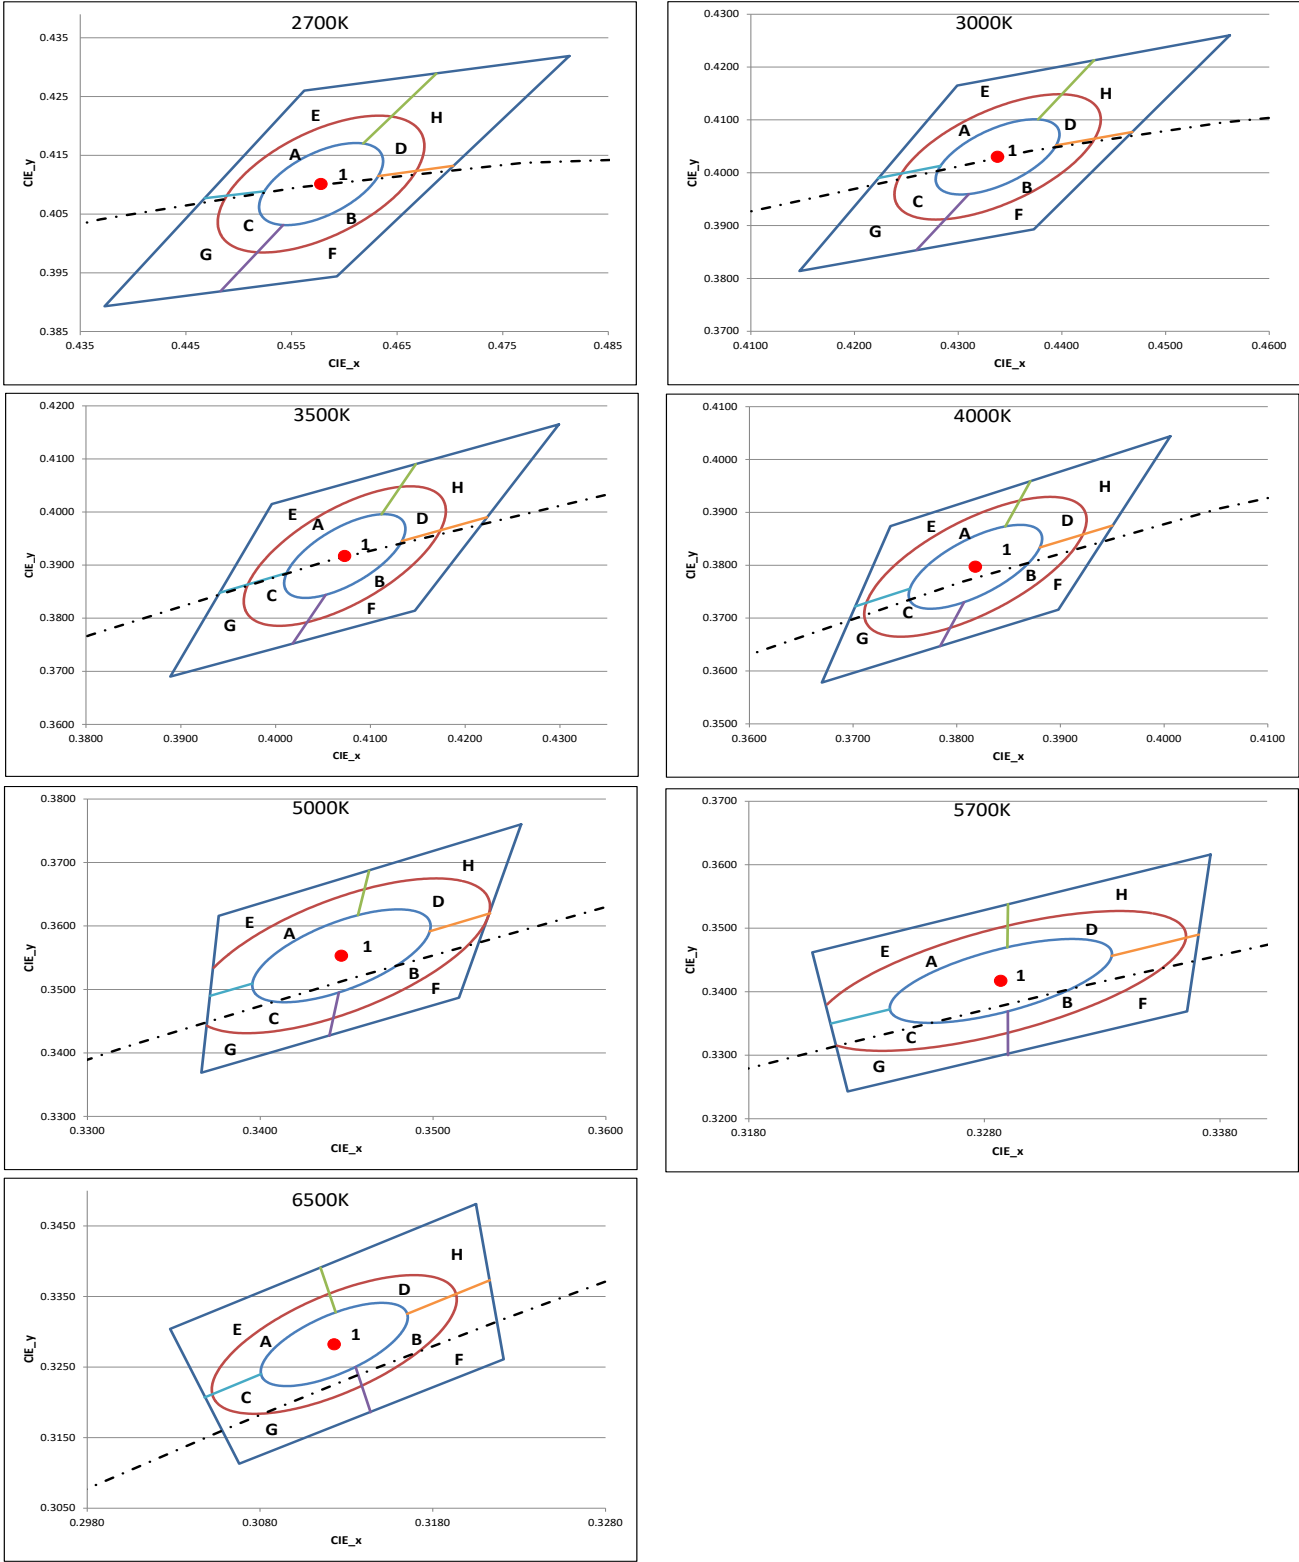 2700K
0.435
0.425
0.415
0.405
0.395
0.385
CIE_y
E
H
A
D
1
C
B
G
F
0.435 0.445 0.455 0.465 0.475 0.485
CIE_x
3000K
0.4300
0.4200
0.4100
0.4000
0.3900
0.3800
0.3700
CIE_y
E
H
A
D
1
B
C
F
G
0.4100 0.4200 0.4300 0.4400 0.4500 0.4600
CIE_x
3500K
0.4200
0.4100
0.4000
0.3900
0.3800
0.3700
0.3600
CIE_y
H
E
A
D
1
B
C
F
G
0.3800 0.3900 0.4000 0.4100 0.4200 0.4300
CIE_x
4000K
0.4100
0.4000
0.3900
0.3800
0.3700
0.3600
0.3500
CIE_y
H
E
D
A
1
B
F
C
G
0.3600 0.3700 0.3800 0.3900 0.4000 0.4100
CIE_x
5000K
0.3800
0.3700
0.3600
0.3500
0.3400
0.3300
CIE_y
H
D
E
A
1
B
F
C
G
0.3300 0.3400 0.3500 0.3600
CIE_x
5700K
0.3700
0.3600
0.3500
0.3400
0.3300
0.3200
CIE_y
H
D
E
A
1
B
F
C
G
0.3180 0.3280 0.3380
CIE_x
6500K
0.3450
0.3350
0.3250
0.3150
0.3050
CIE_y
H
D
E
1
A
B
F
C
G
0.2980 0.3080 0.3180 0.3280
CIE_x